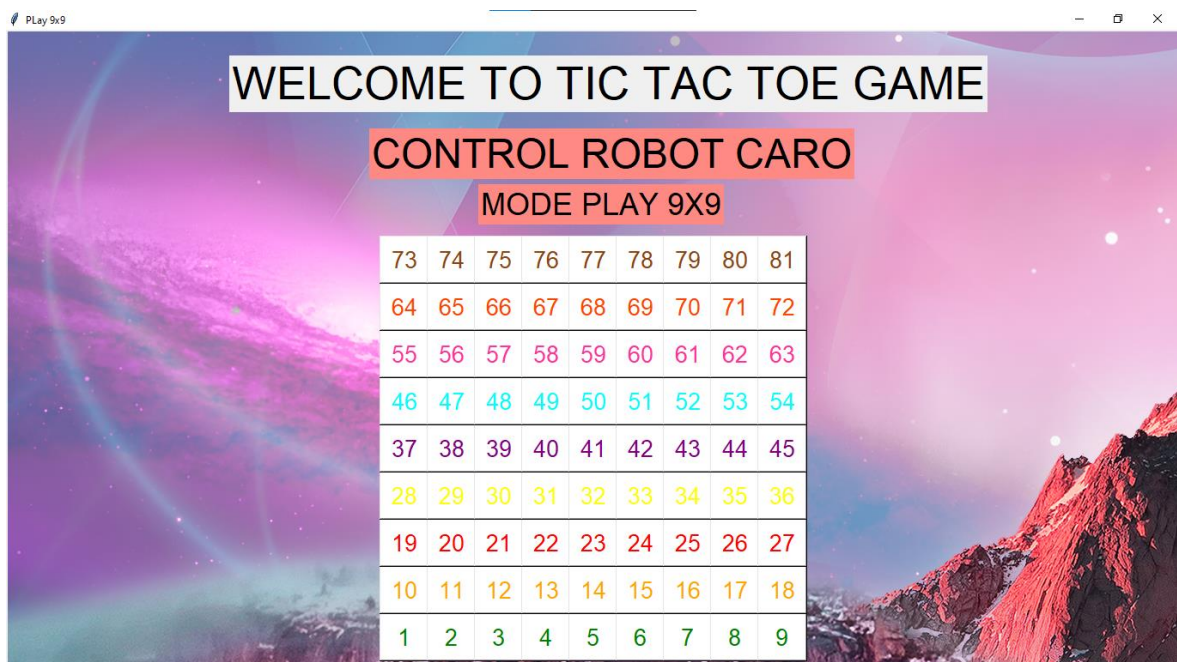 PLay 9x9
WELCOME TO TIC TAC TOE GAME
CONTROL ROBOT CARO
MODE PLAY 9X9
73 74 75 76 77 78 79 80 81
64 65 66 67 68 69 70 71 72
55 56 57 58 59 60 61 62 63
46 47 48 49 50 51 52 53 54
37 38 39 40 41 42 43 44 45
28 29 30 31 32 33 34 35 36
19 20 21 22 23 24 25 26 27
10 11 12 13 14 15 16 17 18
1 2 3 4 5 6 7 8 9